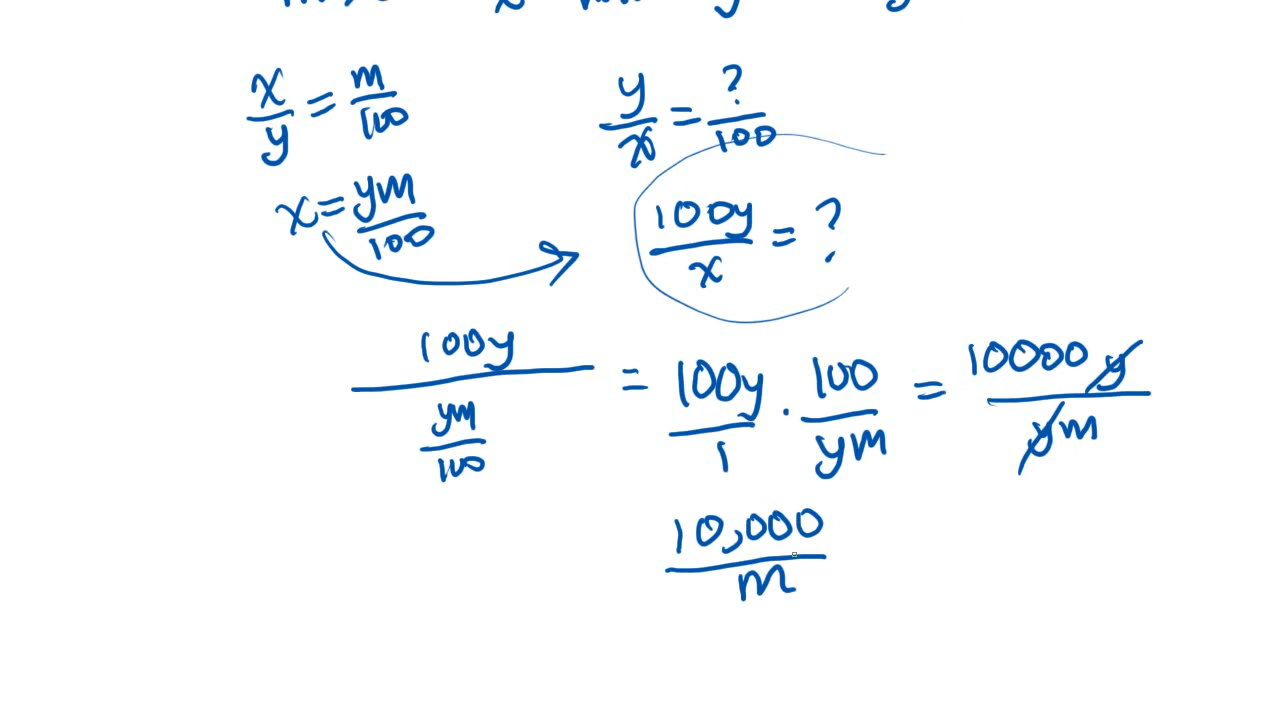 x/y = m/100
y/x = ?/100
x = ym/100
100y/x = ?
100y/(ym/100) = 100y/1 · 100/ym = 10000y/ym
10,000/m